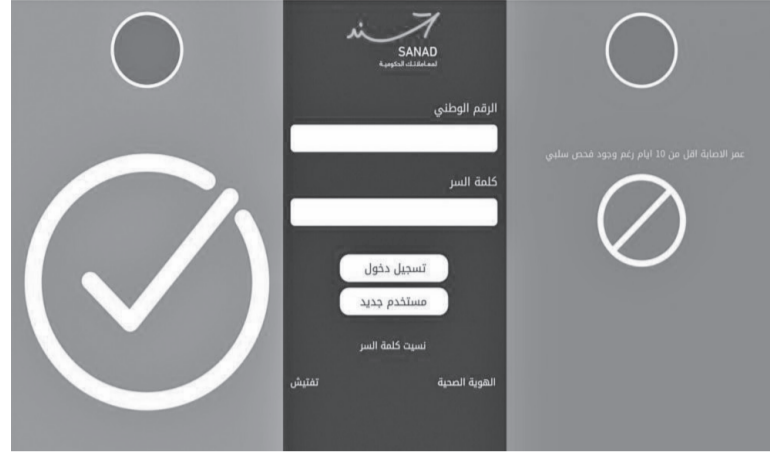 سند
SANAD
لمعاملاتك الحكومية
الرقم الوطني
كلمة السر
تسجيل دخول
مستخدم جديد
نسيت كلمة السر
الهوية الصحية
تفتيش
عمر الاصابة اقل من 10 ايام رغم وجود فحص سلبي